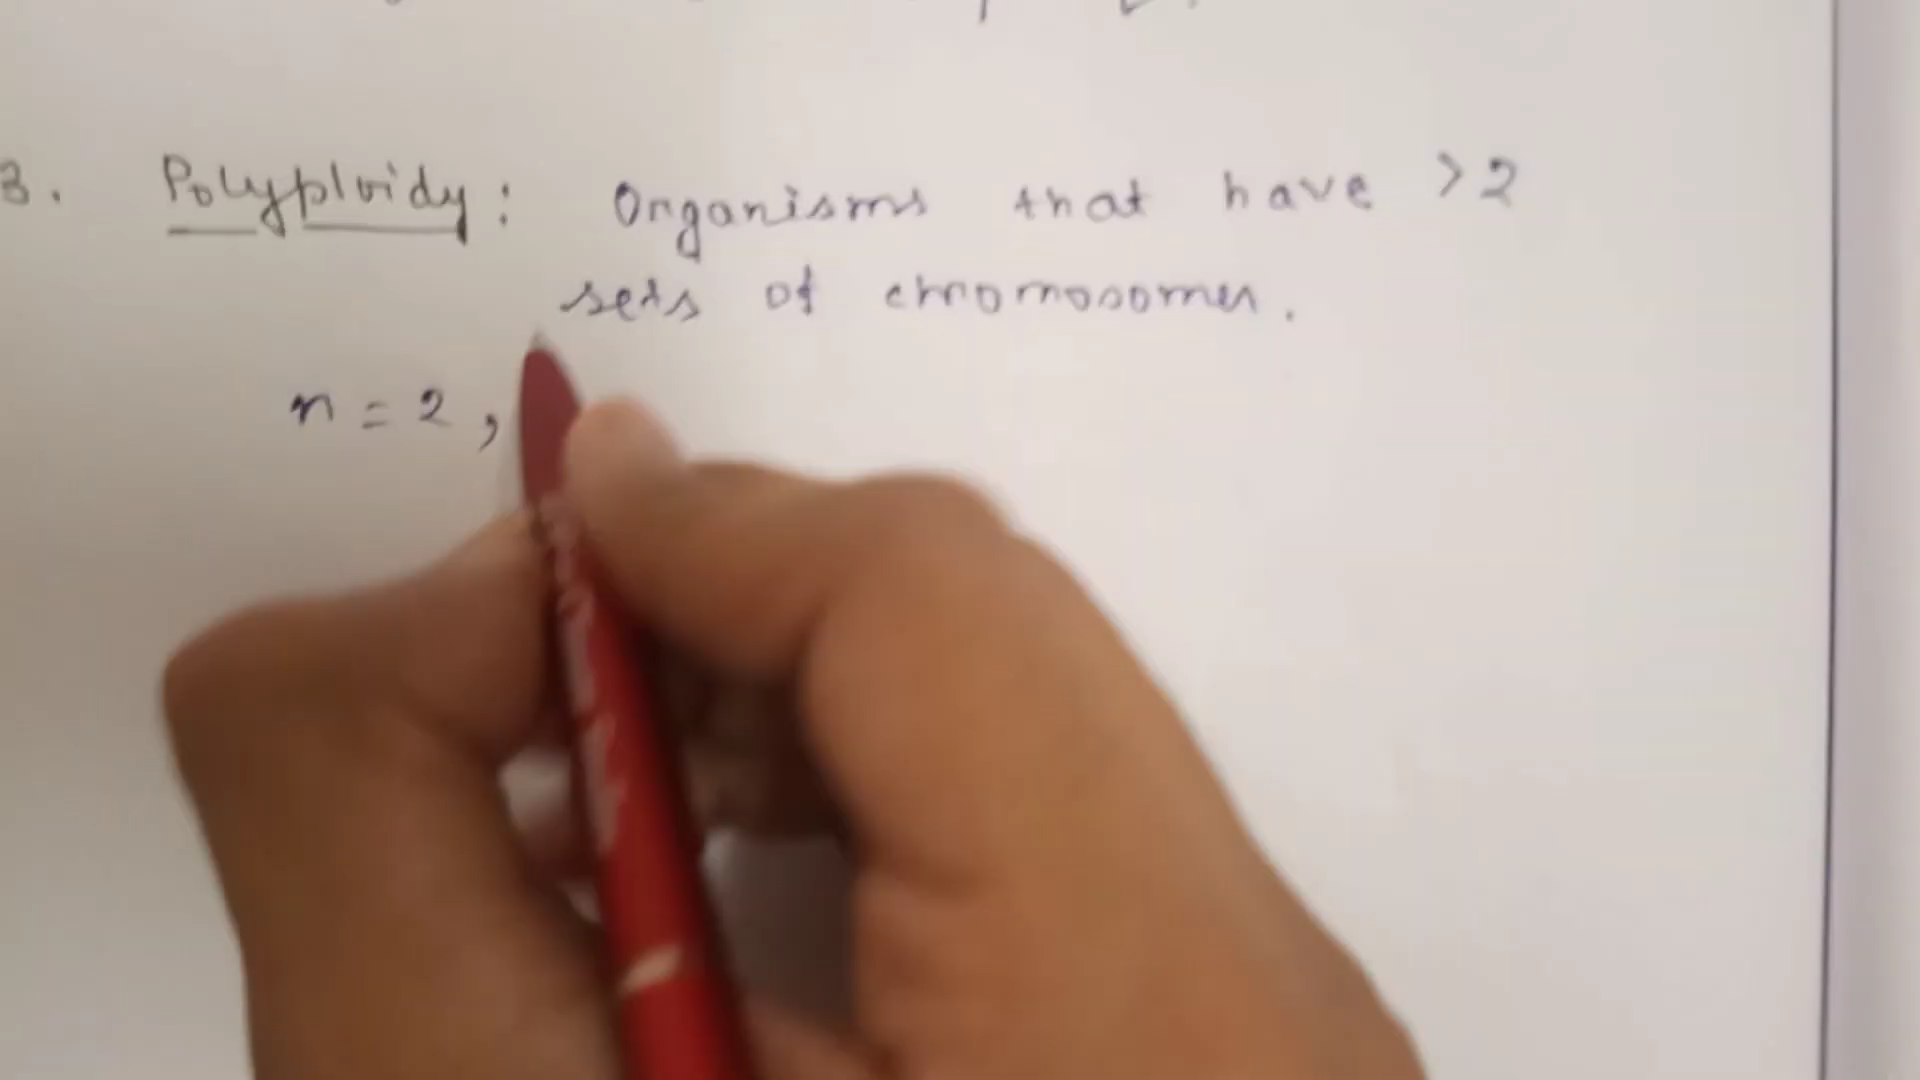 3. Polyploidy: Organisms that have >2
sets of chromosomes.
n = 2,